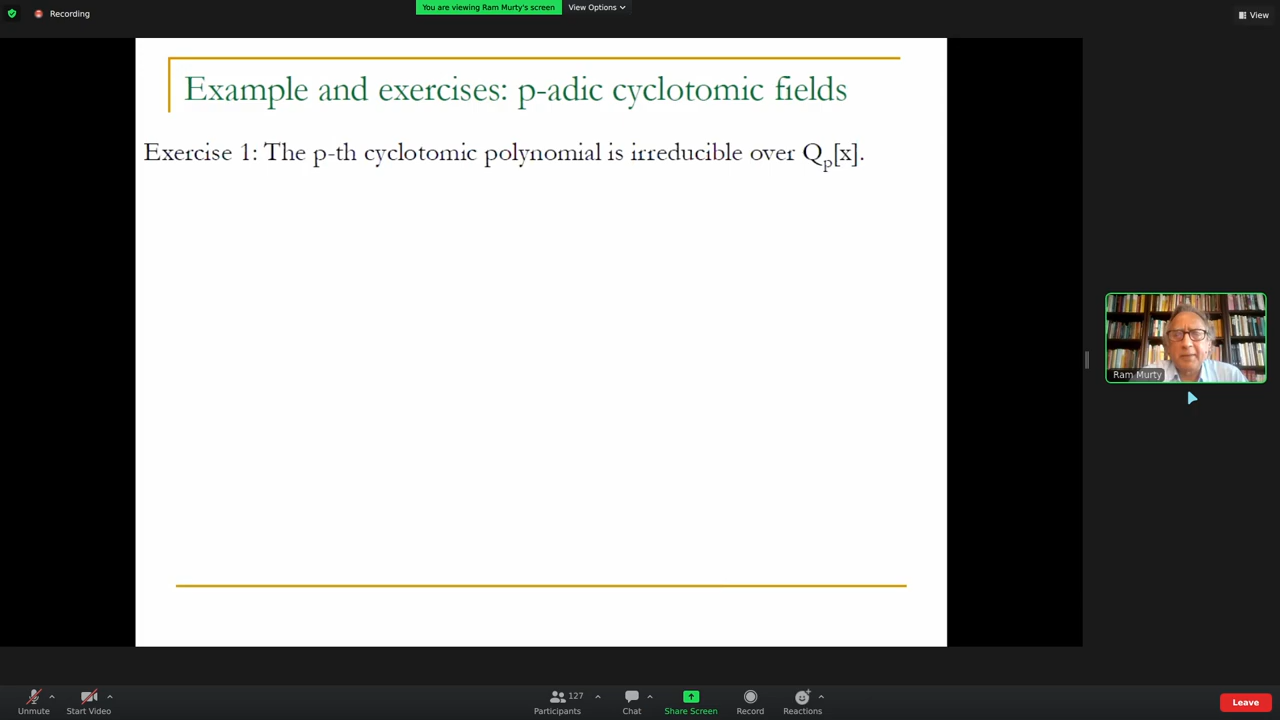 Recording
You are viewing Ram Murty's screen
View Options
View
Example and exercises: p-adic cyclotomic fields
Exercise 1: The p-th cyclotomic polynomial is irreducible over Qp[x].
Ram Murty
Unmute
Start Video
Participants
127
Chat
Share Screen
Record
Reactions
Leave